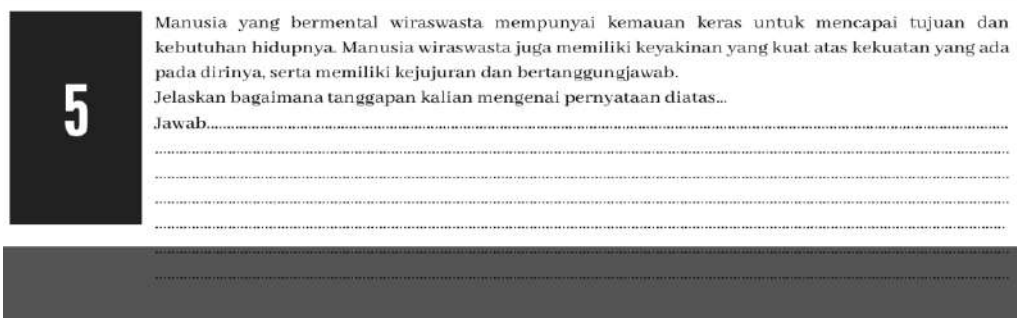 5
Manusia yang bermental wiraswasta mempunyai kemauan keras untuk mencapai tujuan dan
kebutuhan hidupnya. Manusia wiraswasta juga memiliki keyakinan yang kuat atas kekuatan yang ada
pada dirinya, serta memiliki kejujuran dan bertanggungjawab.
Jelaskan bagaimana tanggapan kalian mengenai pernyataan diatas...
Jawab..........